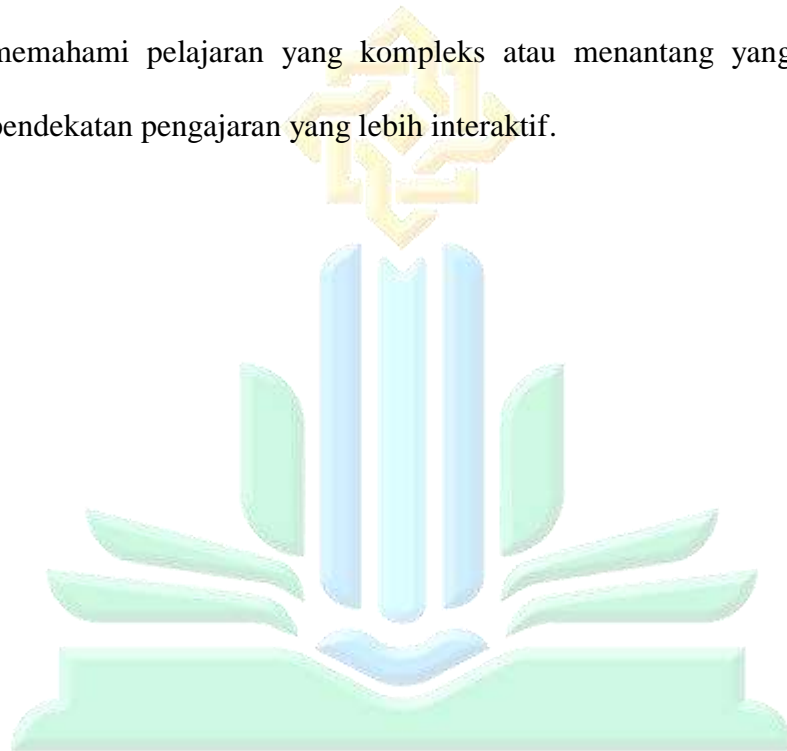 memahami pelajaran yang kompleks atau menantang yang
pendekatan pengajaran yang lebih interaktif.